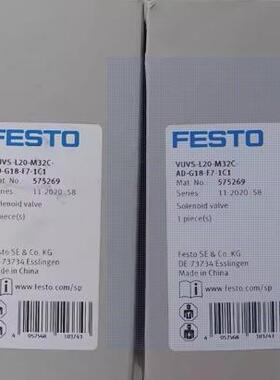 FESTO
VUVS-L20-M32C-
AD-G18-F7-1C1
Mat. No. 575269
Series 11-2020 S8
Solenoid valve
1 piece(s)
Festo SE & Co. KG
DE-73734 Esslingen
Made in China
www.festo.com/sp
FESTO
VUVS-L20-M32C-
AD-G18-F7-1C1
Mat. No. 575269
Series 11-2020 S8
Solenoid valve
1 piece(s)
Festo SE & Co. KG
DE 73734 Esslingen
Made in China
www.festo.com/sp